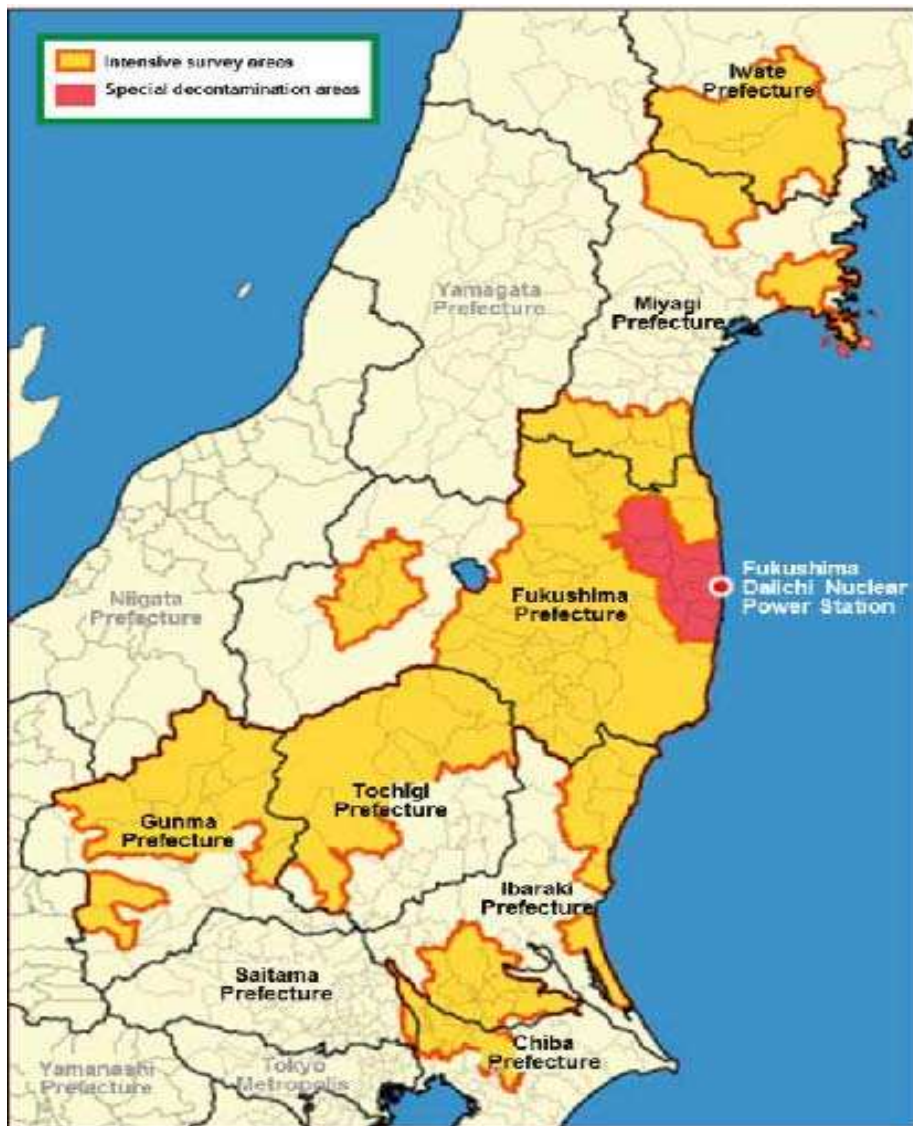 Intensive survey areas
Special decontamination areas
Iwate
Prefecture
Yamagata
Prefecture
Miyagi
Prefecture
Fukushima
Daiichi Nuclear
Power Station
Niigata
Prefecture
Fukushima
Prefecture
Tochigi
Prefecture
Gunma
Prefecture
Ibaraki
Prefecture
Saitama
Prefecture
Chiba
Prefecture
Yamanashi
Prefecture
Tokyo
Metropolis